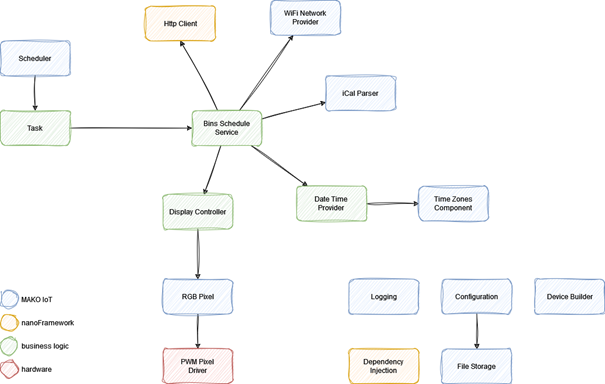 Http Client
WiFi Network
Provider
Scheduler
iCal Parser
Task
Bins Schedule
Service
Display Controller
Date Time
Provider
Time Zones
Component
RGB Pixel
Logging
Configuration
Device Builder
MAKO IoT
nanoFramework
business logic
hardware
PWM Pixel
Driver
Dependency
Injection
File Storage